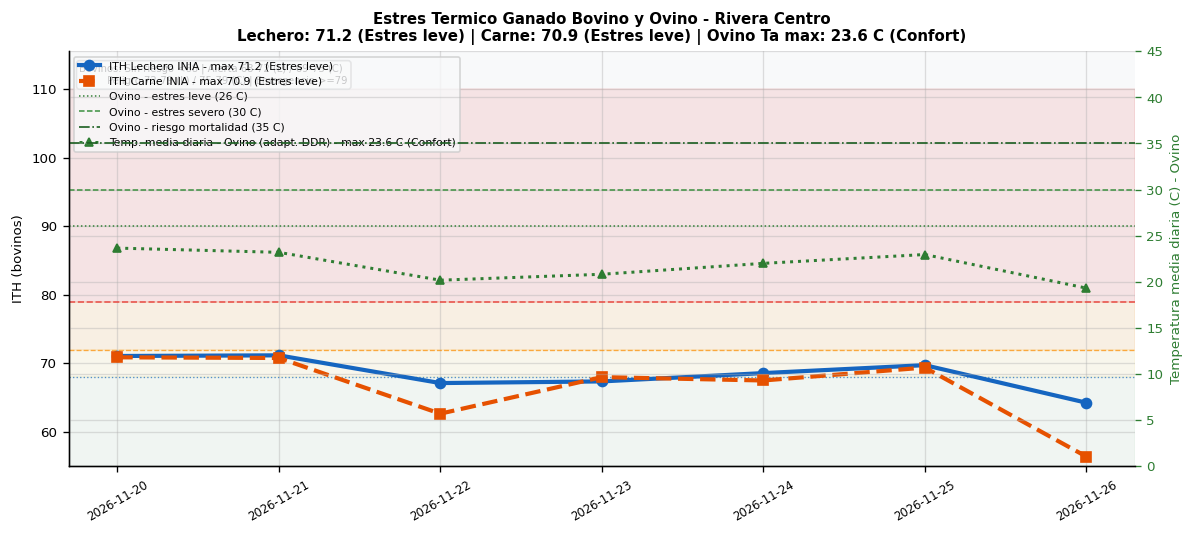 Estres Termico Ganado Bovino y Ovino - Rivera Centro
Lechero: 71.2 (Estres leve) | Carne: 70.9 (Estres leve) | Ovino Ta max: 23.6 C (Confort)
ITH Lechero INIA - max 71.2 (Estres leve)
ITH Carne INIA - max 70.9 (Estres leve)
Ovino - estres leve (26 C)
Ovino - estres severo (30 C)
Ovino - riesgo mortalidad (35 C)
Temp. media diaria - Ovino (adapt. DDR) - max 23.6 C (Confort)
ITH (bovinos)
110
100
90
80
70
60
45
40
35
30
25
20
15
10
5
0
Temperatura media diaria (C) - Ovino
2026-11-20
2026-11-21
2026-11-22
2026-11-23
2026-11-24
2026-11-25
2026-11-26